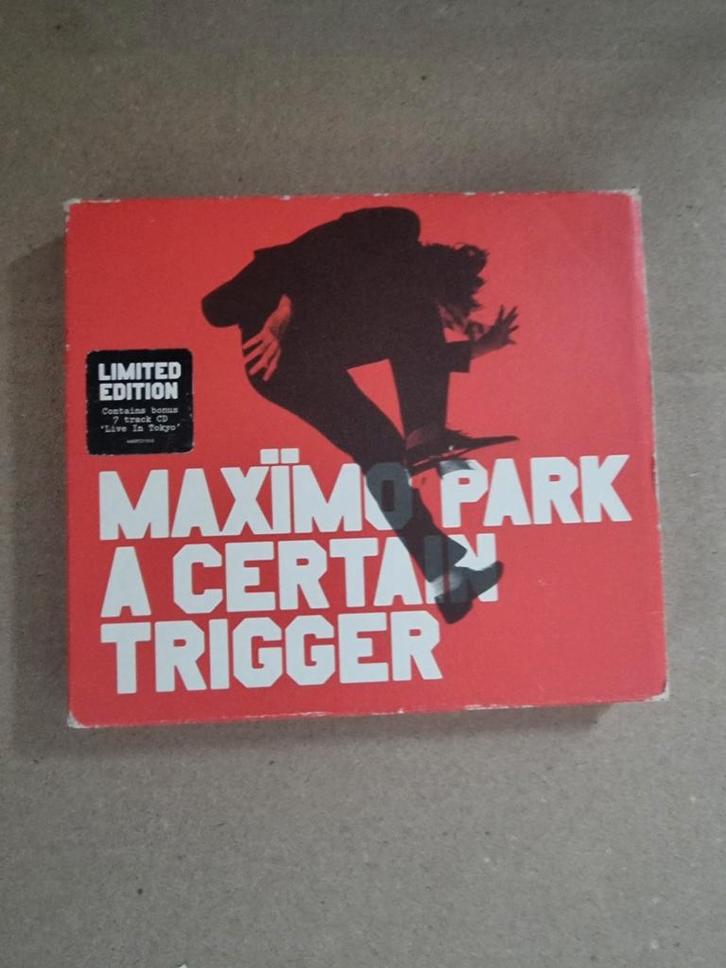 LIMITED
EDITION
Contains bonus
7 track CD
'Live In Tokyo'
MAXÏMO PARK
A CERTAIN
TRIGGER